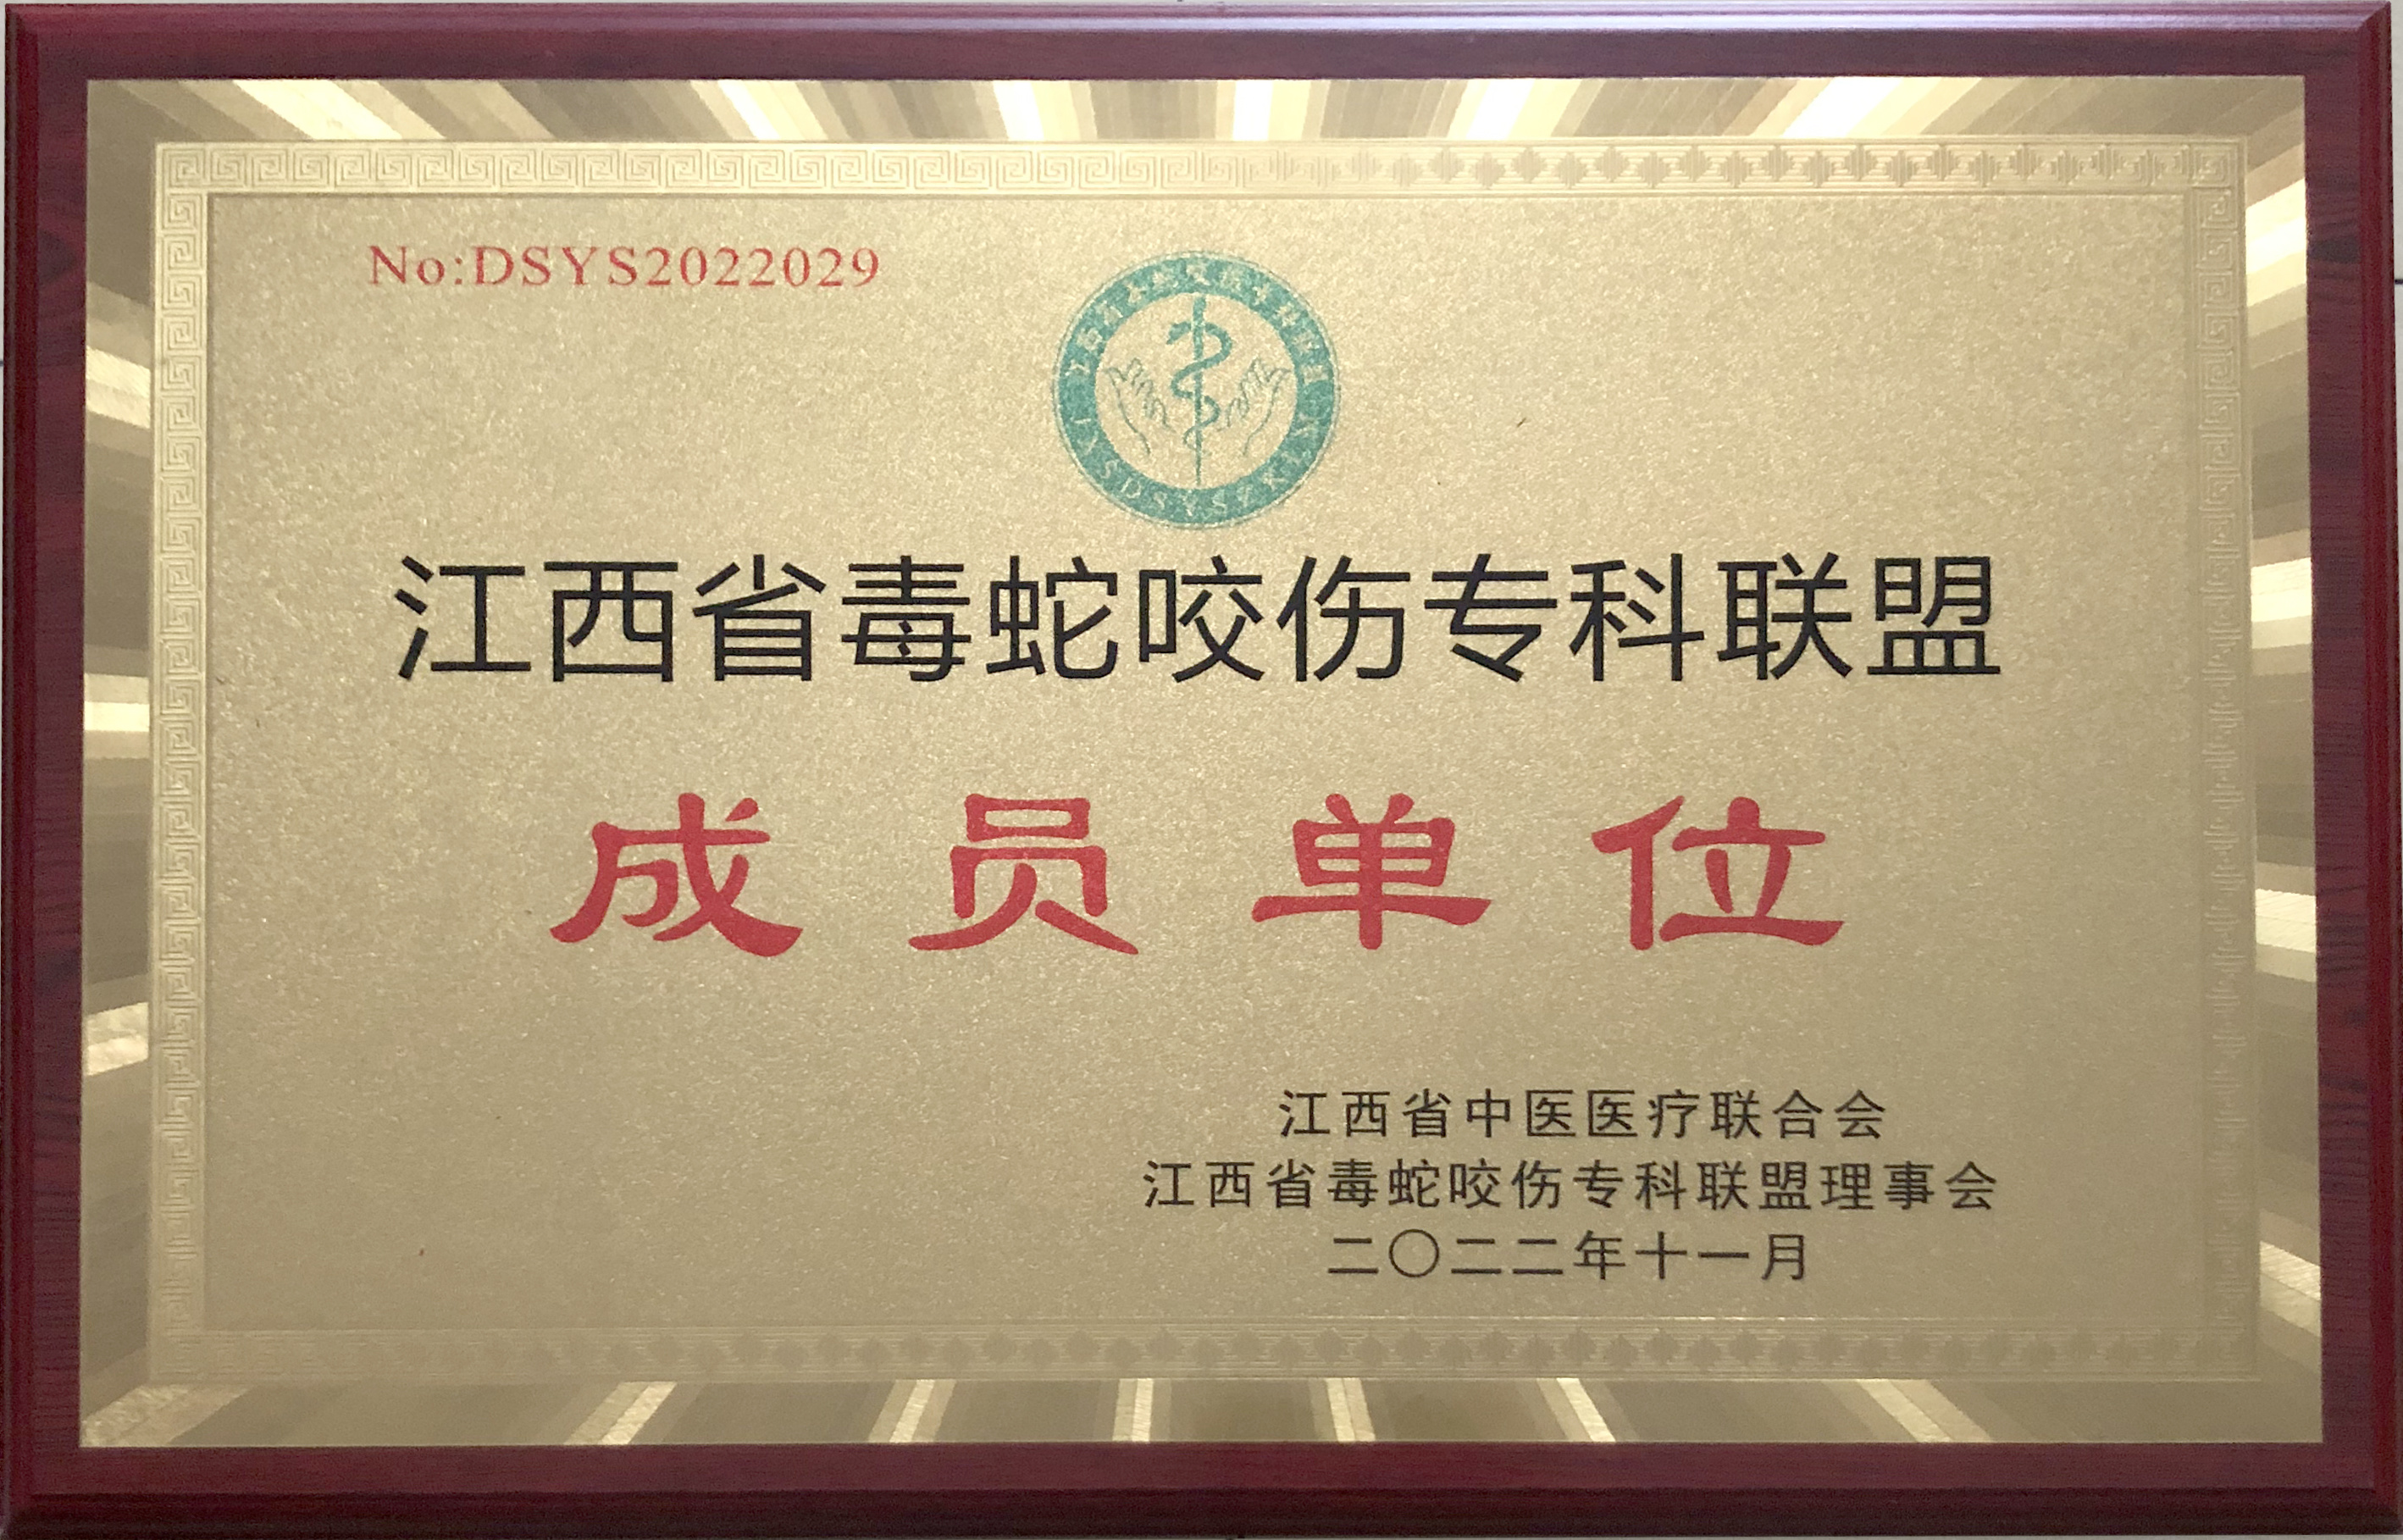 No:DSYS2022029
江西省毒蛇咬伤专科联盟
成员单位
江西省中医医疗联合会
江西省毒蛇咬伤专科联盟理事会
二〇二二年十一月